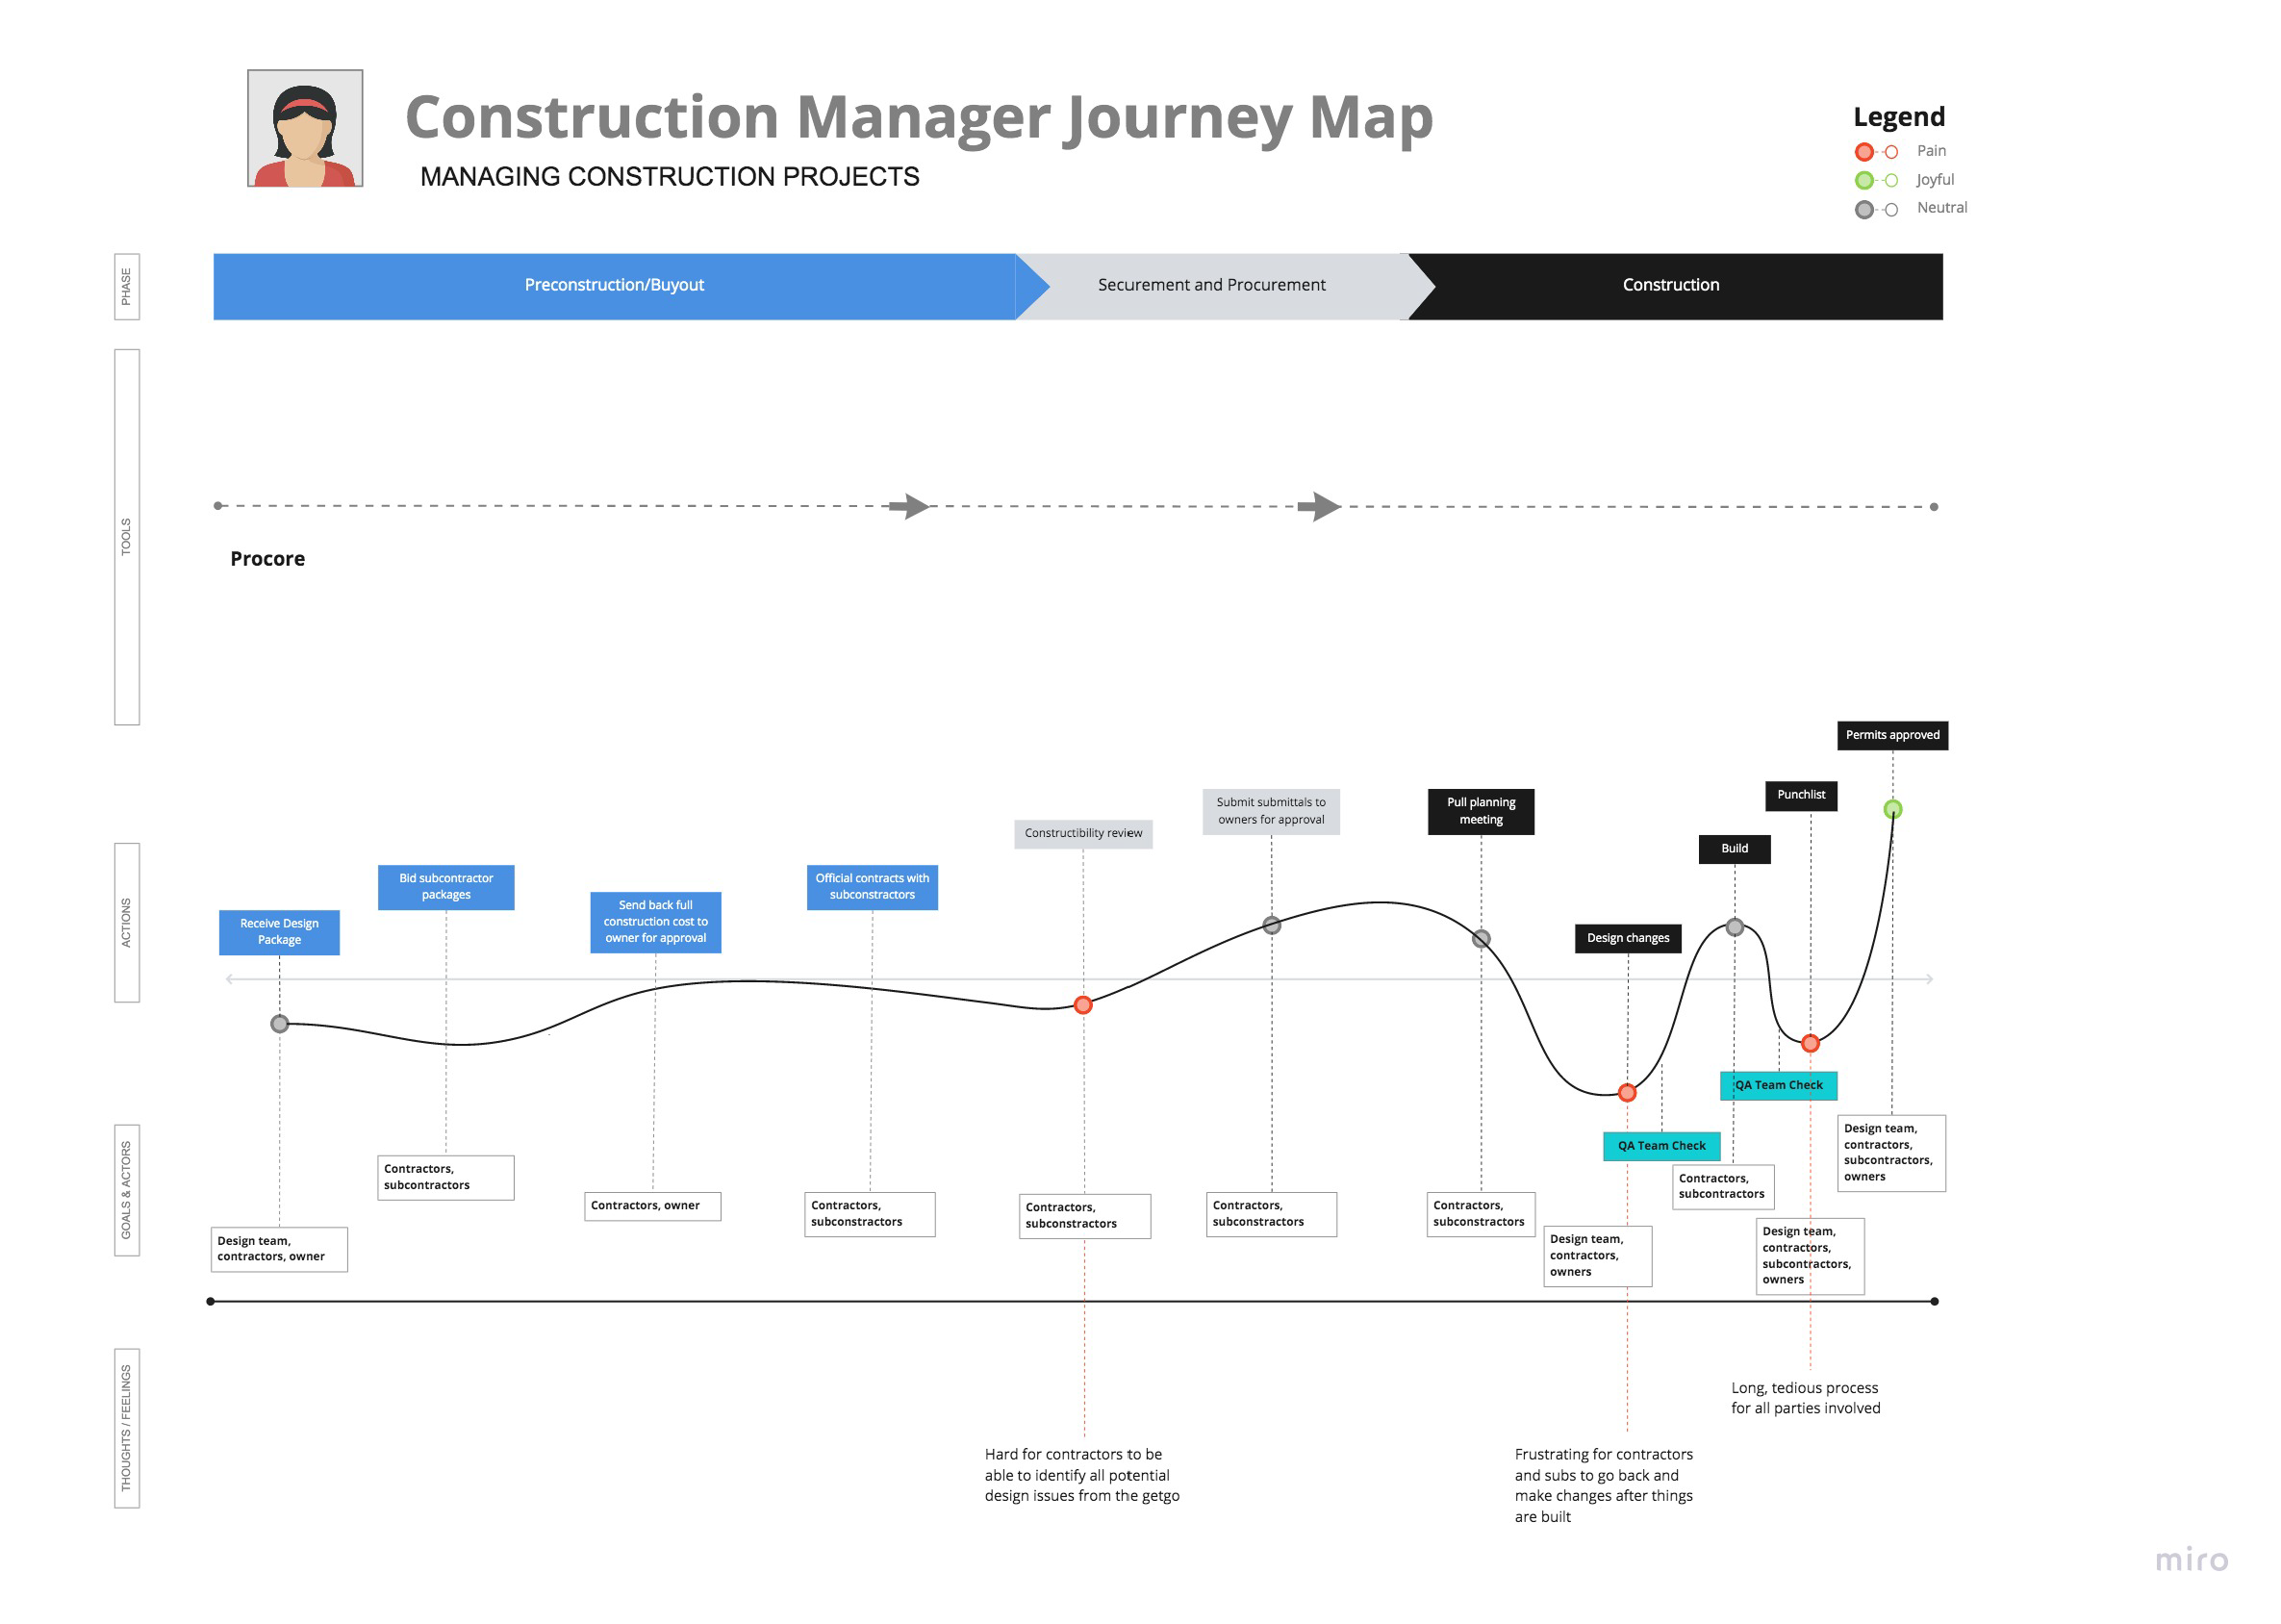 Construction Manager Journey Map
MANAGING CONSTRUCTION PROJECTS
Legend
Pain
Joyful
Neutral
PHASE
Preconstruction/Buyout
Securement and Procurement
Construction
TOOLS
Procore
ACTIONS
Receive Design
Package
Bid subcontractor
packages
Send back full
construction cost to
owner for approval
Official contracts with
subconstractors
Constructibility review
Submit submittals to
owners for approval
Pull planning
meeting
Design changes
Build
Punchlist
Permits approved
QA Team Check
QA Team Check
GOALS & ACTORS
Design team,
contractors, owner
Contractors,
subcontractors
Contractors, owner
Contractors,
subconstractors
Contractors,
subconstractors
Contractors,
subconstractors
Contractors,
subconstractors
Design team,
contractors,
owners
Contractors,
subcontractors
Design team,
contractors,
subcontractors,
owners
Design team,
contractors,
subcontractors,
owners
THOUGHTS / FEELINGS
Hard for contractors to be
able to identify all potential
design issues from the getgo
Frustrating for contractors
and subs to go back and
make changes after things
are built
Long, tedious process
for all parties involved
miro